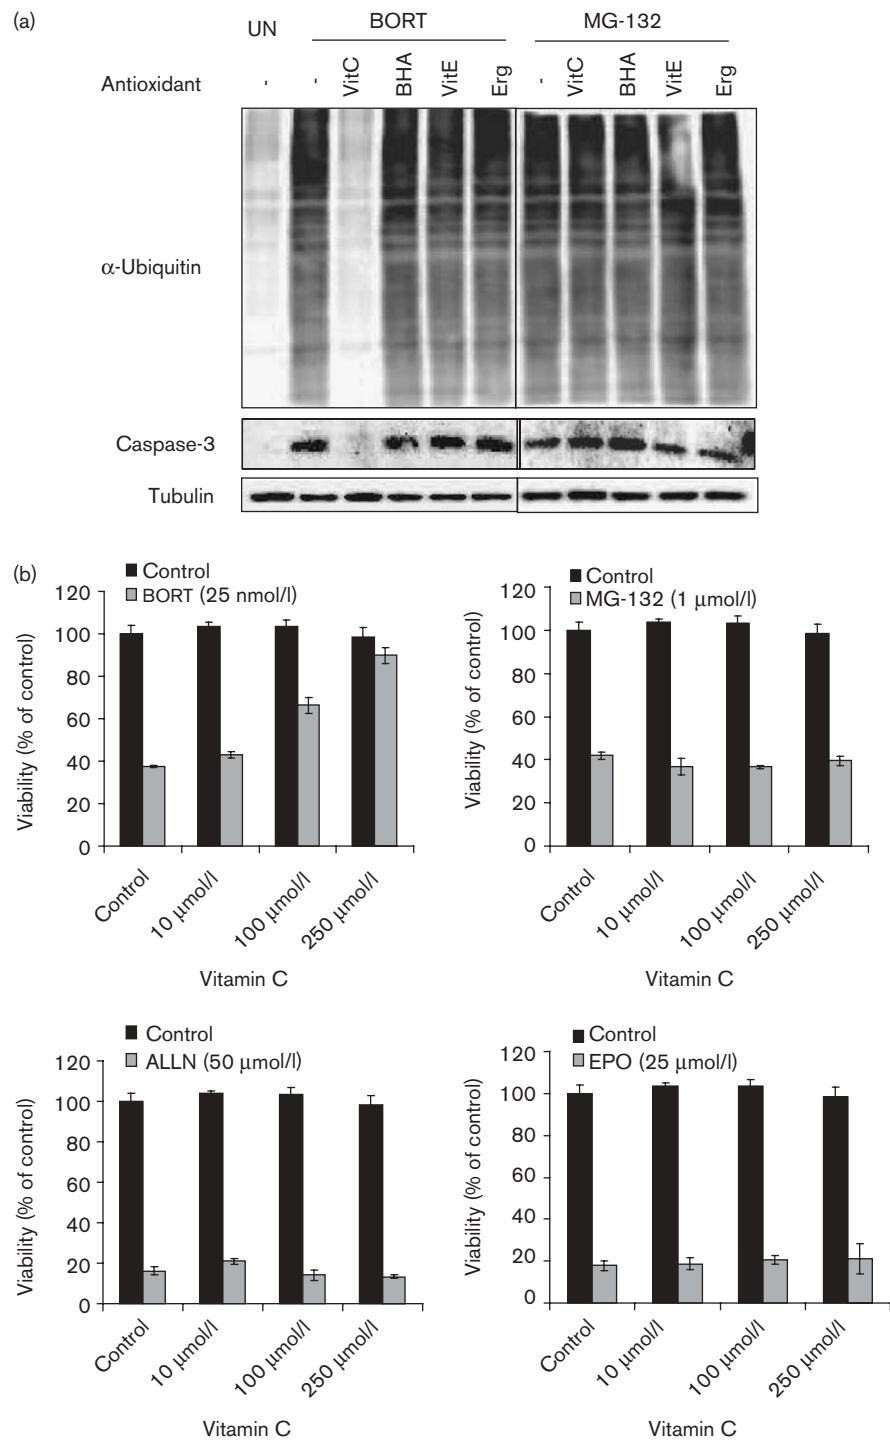 (a)
UN
BORT
MG-132
Antioxidant
- - VitC BHA VitE Erg - VitC BHA VitE Erg
α-Ubiquitin
Caspase-3
Tubulin
(b)
Control
BORT (25 nmol/l)
Viability (% of control)
120
100
80
60
40
20
0
Control
10 μmol/l
100 μmol/l
250 μmol/l
Vitamin C
Control
MG-132 (1 μmol/l)
Viability (% of control)
120
100
80
60
40
20
0
Control
10 μmol/l
100 μmol/l
250 μmol/l
Vitamin C
Control
ALLN (50 μmol/l)
Viability (% of control)
120
100
80
60
40
20
0
Control
10 μmol/l
100 μmol/l
250 μmol/l
Vitamin C
Control
EPO (25 μmol/l)
Viability (% of control)
120
100
80
60
40
20
0
Control
10 μmol/l
100 μmol/l
250 μmol/l
Vitamin C